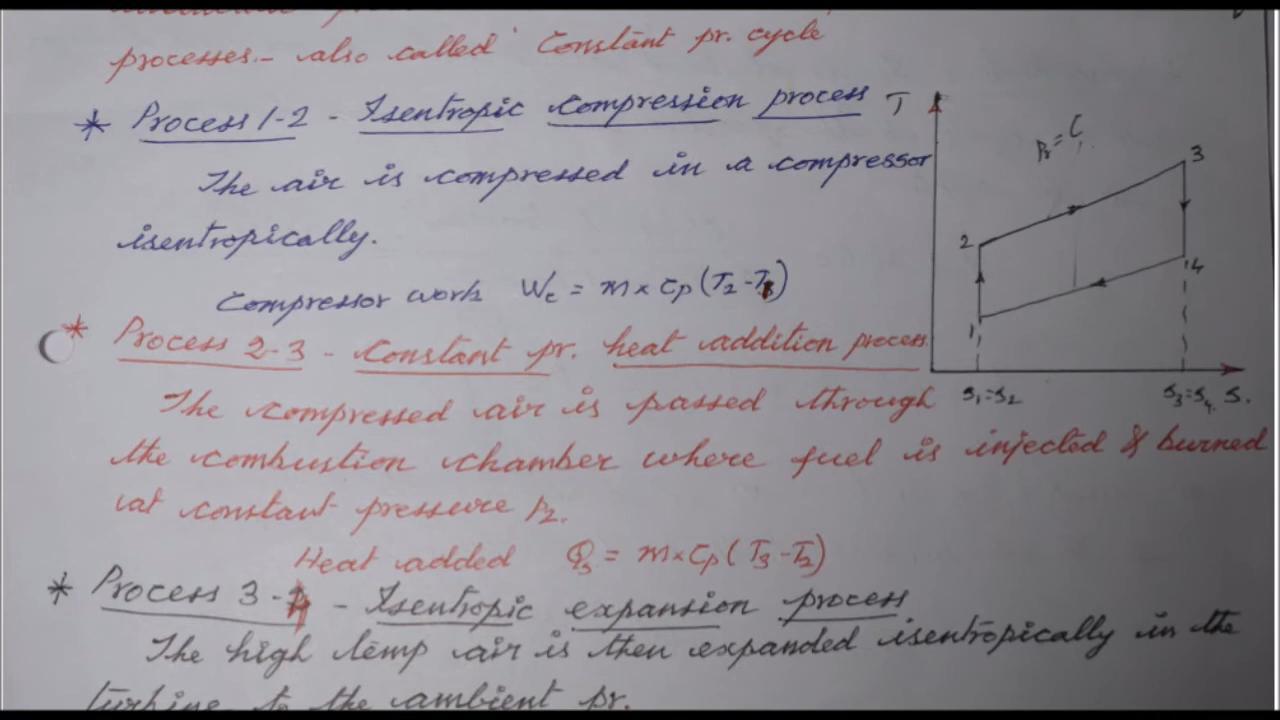 processes - also called 'Constant pr. cycle'
* Process 1-2 - Isentropic compression process
The air is compressed in a compressor
isentropically.
Compressor work Wc = m × Cp (T2 - T1)
* Process 2-3 - Constant pr. heat addition process
The compressed air is passed through
the combustion chamber where fuel is injected & burned
at constant pressure P2.
Heat added Qs = m × Cp (T3 - T2)
* Process 3-4 - Isentropic expansion process
The high temp air is then expanded isentropically in the
turbine to the ambient pr.
T
P = C
3
2
4
1
s1=s2
s3=s4
s.